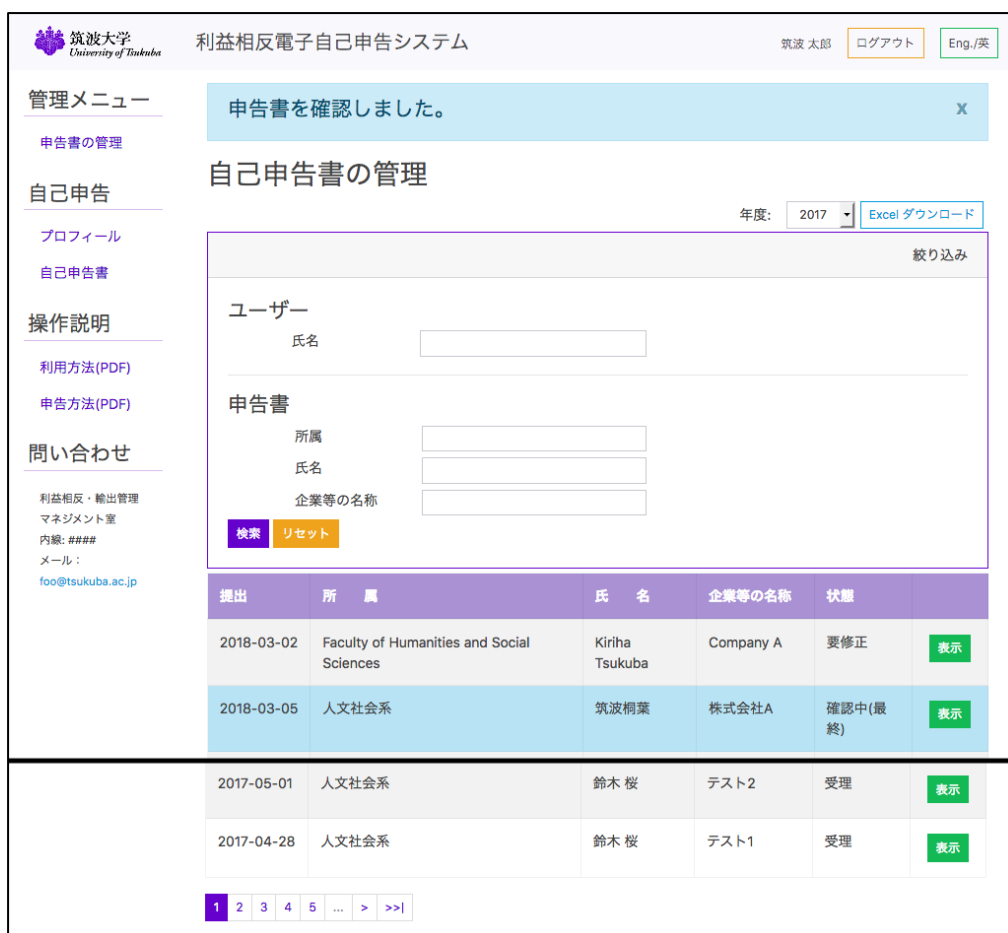 筑波大学
University of Tsukuba
利益相反電子自己申告システム
筑波 太郎
ログアウト
Eng./英
管理メニュー
申告書の管理
自己申告
プロフィール
自己申告書
操作説明
利用方法(PDF)
申告方法(PDF)
問い合わせ
利益相反・輸出管理
マネジメント室
内線: ####
メール：
foo@tsukuba.ac.jp
申告書を確認しました。
x
自己申告書の管理
年度: 2017 Excel ダウンロード
絞り込み
ユーザー
氏名
申告書
所属
氏名
企業等の名称
検索 リセット
提出 所 属 氏 名 企業等の名称 状態
2018-03-02 Faculty of Humanities and Social Kiriha Company A 要修正 表示
Sciences Tsukuba
2018-03-05 人文社会系 筑波桐葉 株式会社A 確認中(最 表示
終)
2017-05-01 人文社会系 鈴木 桜 テスト2 受理 表示
2017-04-28 人文社会系 鈴木 桜 テスト1 受理 表示
1 2 3 4 5 ... > >>|